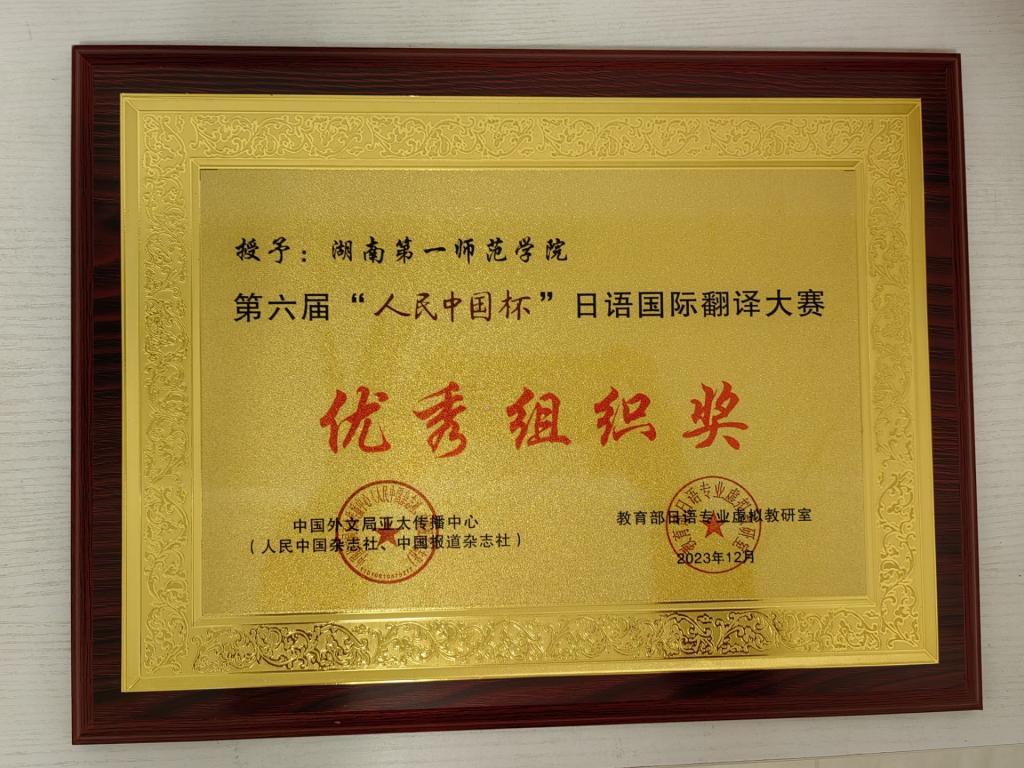 授予：湖南第一师范学院
第六届“人民中国杯”日语国际翻译大赛
优秀组织奖
中国外文局亚太传播中心
（人民中国杂志社、中国报道杂志社）
教育部日语专业虚拟教研室
2023年12月